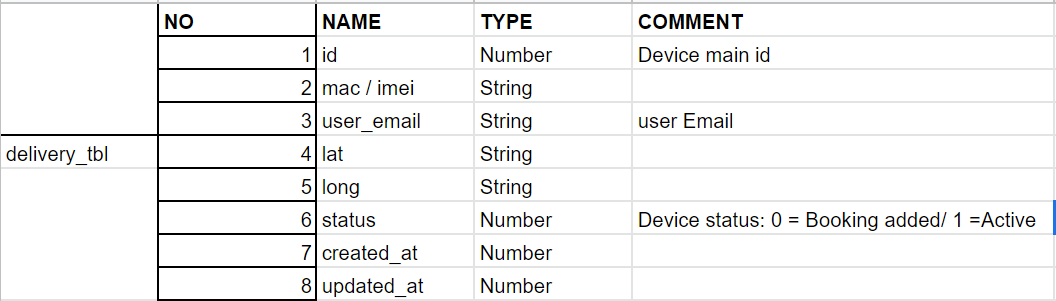 NO NAME TYPE COMMENT
1 id Number Device main id
2 mac / imei String
3 user_email String user Email
delivery_tbl 4 lat String
5 long String
6 status Number Device status: 0 = Booking added/ 1 =Active
7 created_at Number
8 updated_at Number